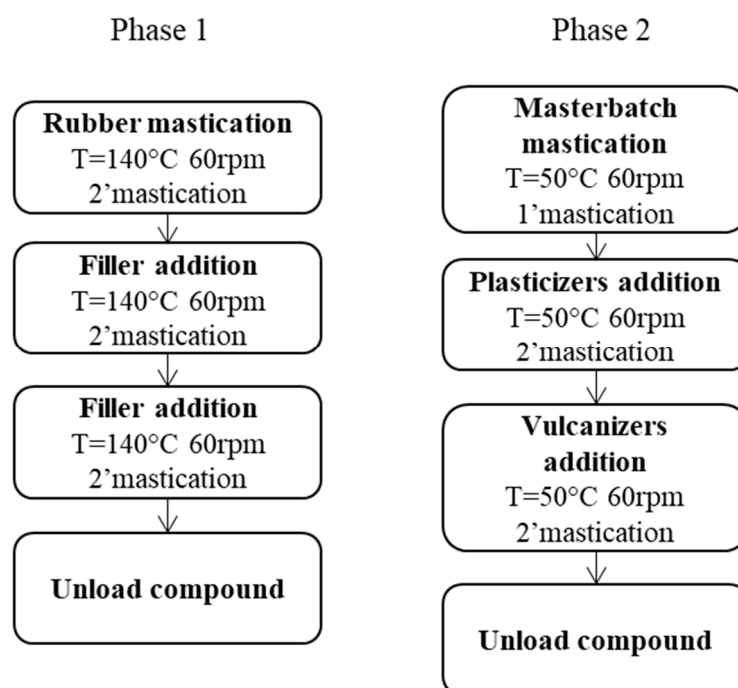 Phase 1
Rubber mastication
T=140°C 60rpm
2’mastication
Filler addition
T=140°C 60rpm
2’mastication
Filler addition
T=140°C 60rpm
2’mastication
Unload compound
Phase 2
Masterbatch
mastication
T=50°C 60rpm
1’mastication
Plasticizers addition
T=50°C 60rpm
2’mastication
Vulcanizers
addition
T=50°C 60rpm
2’mastication
Unload compound